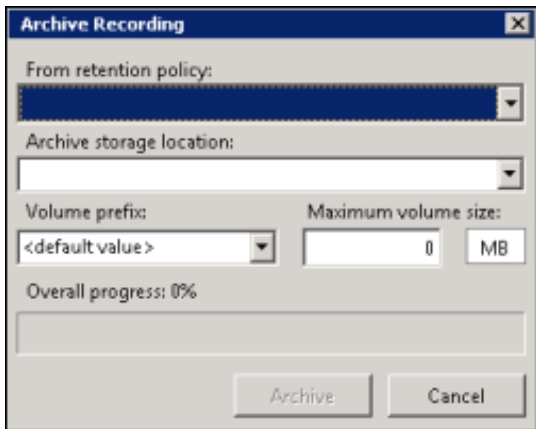 Archive Recording
From retention policy:
Archive storage location:
Volume prefix: Maximum volume size:
<default value> 0 MB
Overall progress: 0%
Archive Cancel